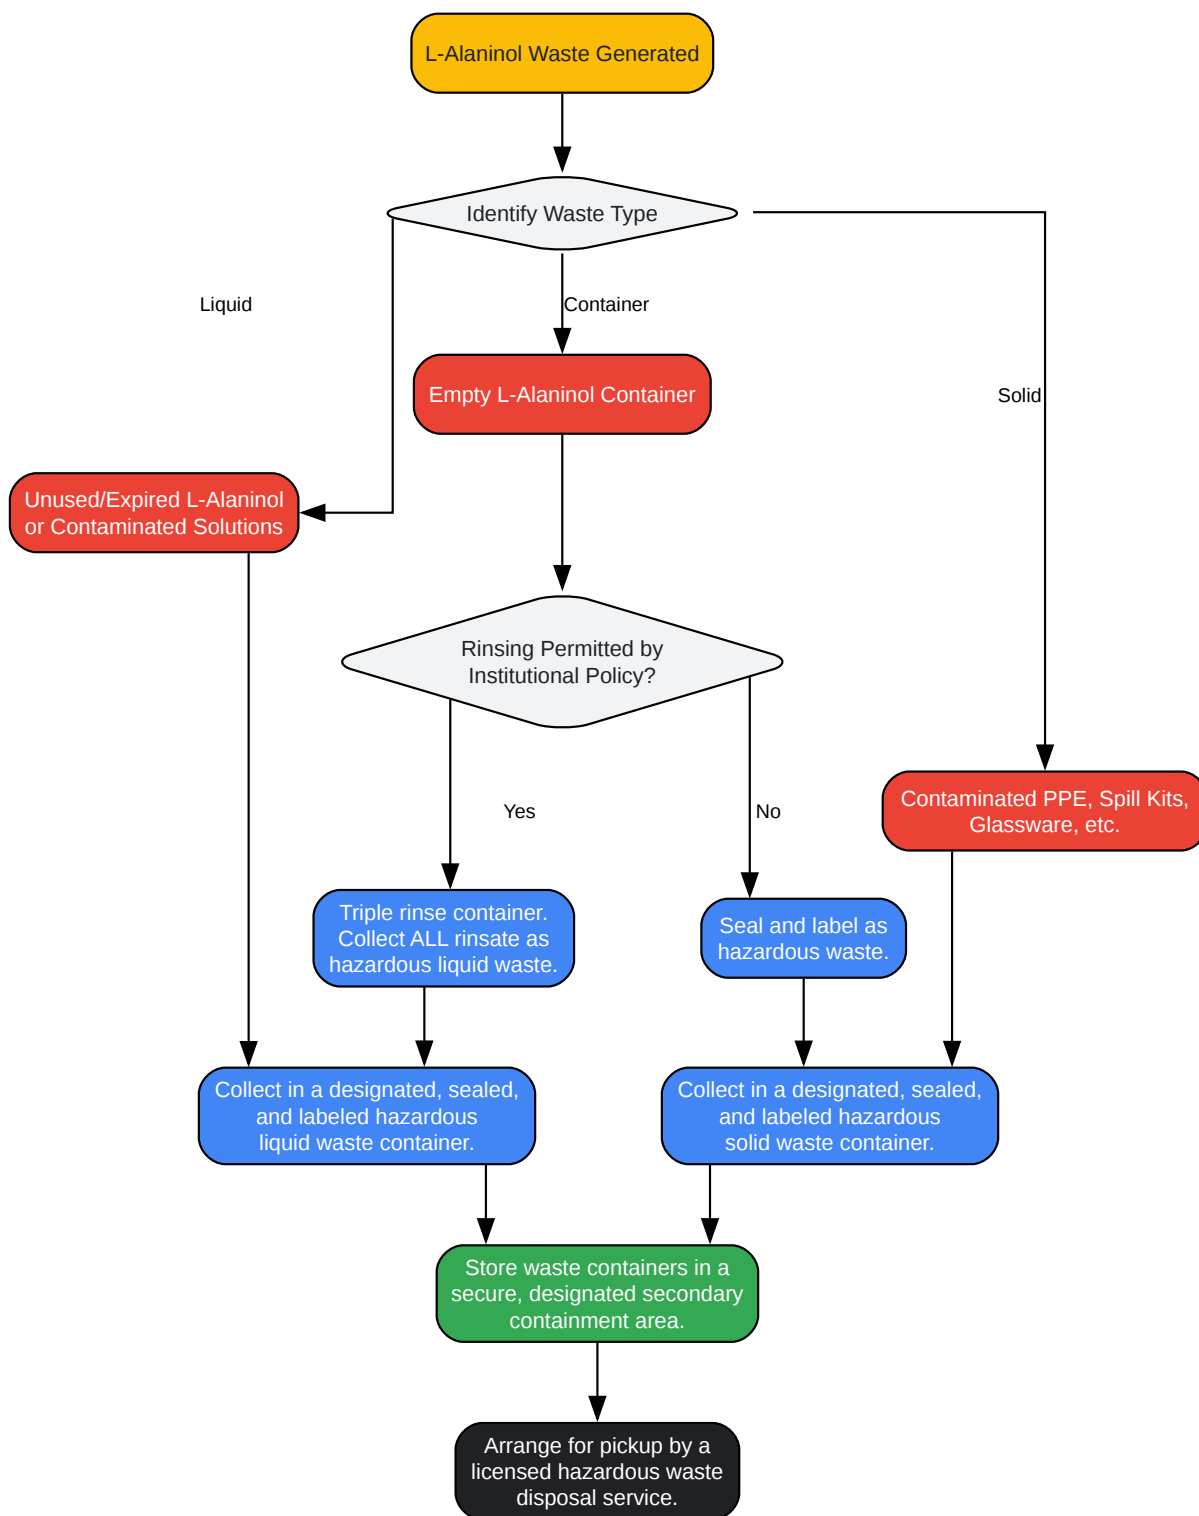 L-Alaninol Waste Generated
Identify Waste Type
Liquid
Container
Empty L-Alaninol Container
Solid
Unused/Expired L-Alaninol
or Contaminated Solutions
Rinsing Permitted by
Institutional Policy?
Yes
No
Contaminated PPE, Spill Kits,
Glassware, etc.
Triple rinse container.
Collect ALL rinsate as
hazardous liquid waste.
Seal and label as
hazardous waste.
Collect in a designated, sealed,
and labeled hazardous
liquid waste container.
Collect in a designated, sealed,
and labeled hazardous
solid waste container.
Store waste containers in a
secure, designated secondary
containment area.
Arrange for pickup by a
licensed hazardous waste
disposal service.